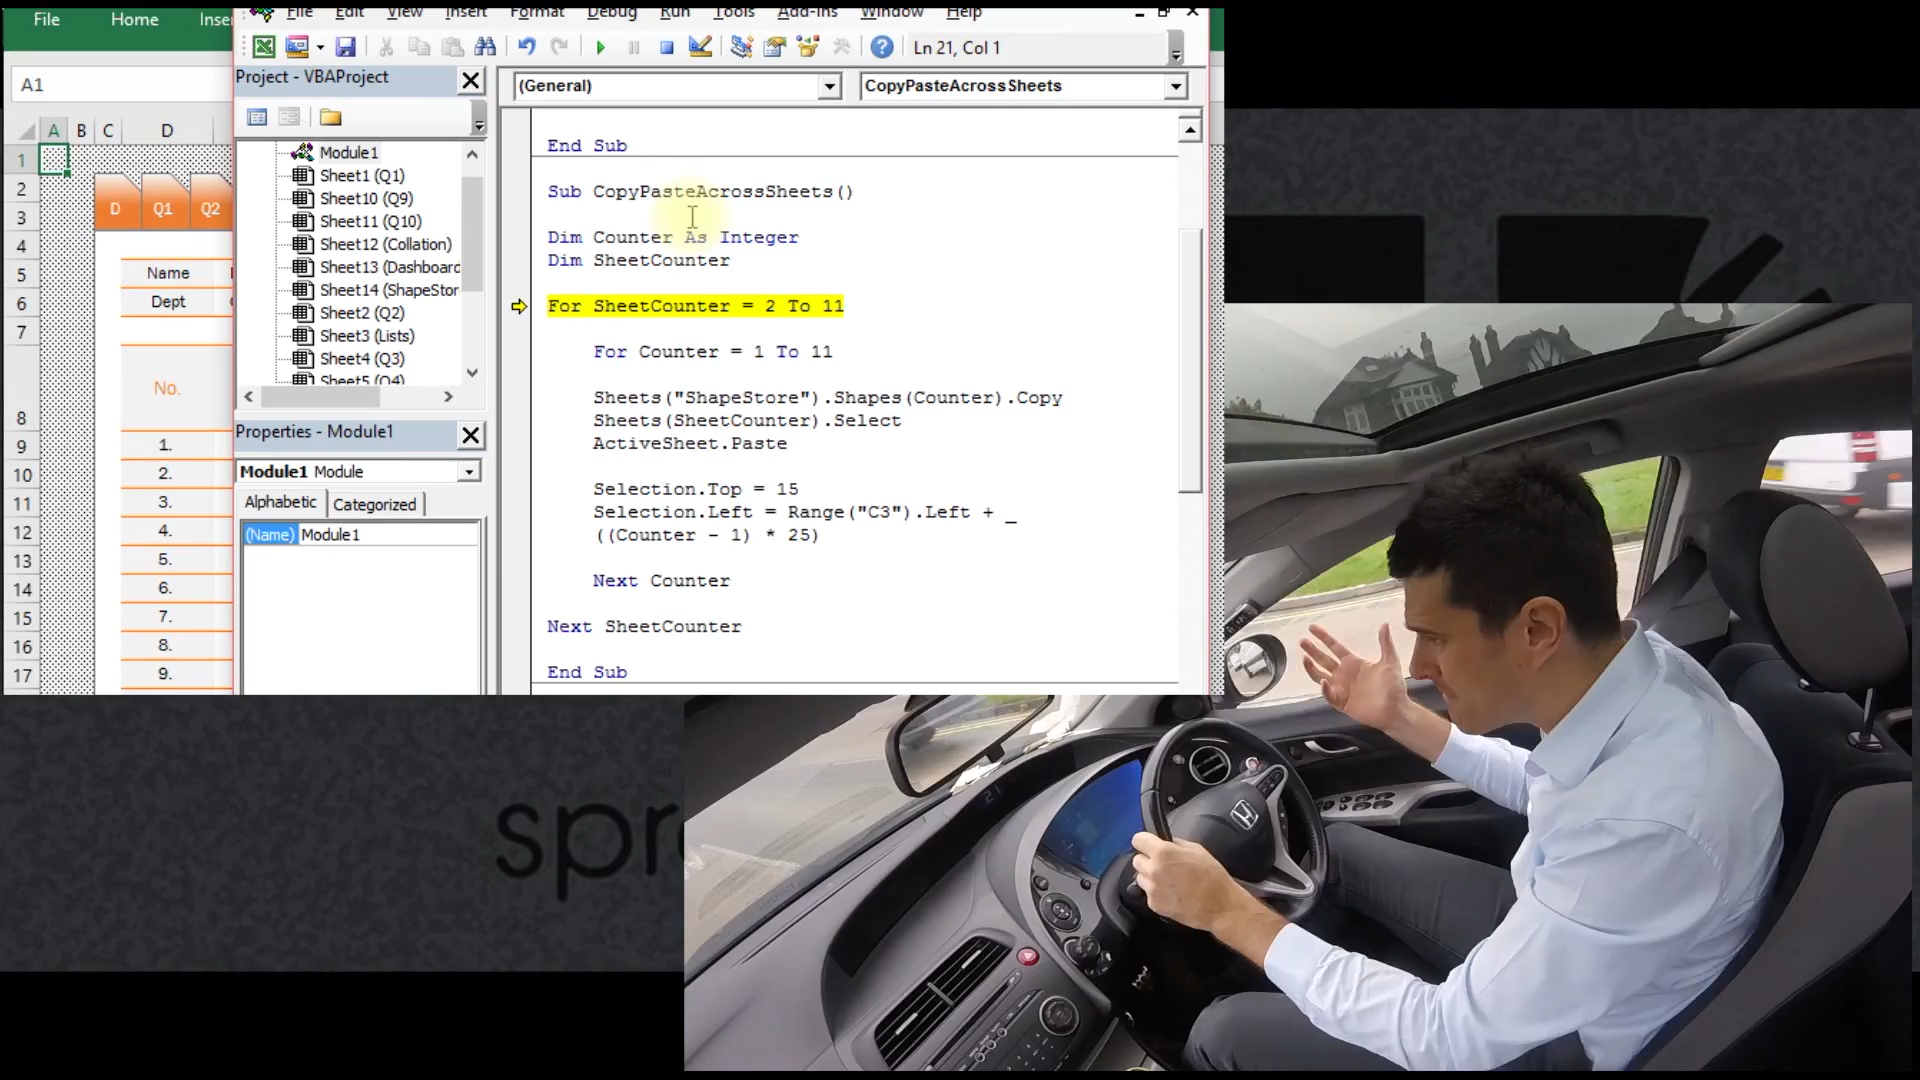 File Home
File Edit View Insert Format Debug Run Tools Add-Ins Window Help
Ln 21, Col 1
A1
Project - VBAProject
(General)
CopyPasteAcrossSheets
A B C D
Module1
Sheet1 (Q1)
Sheet10 (Q9)
Sheet11 (Q10)
Sheet12 (Collation)
Sheet13 (Dashboard
Sheet14 (ShapeStor
Sheet2 (Q2)
Sheet3 (Lists)
Sheet4 (Q3)
Sheet5 (Q4)
Properties - Module1
Module1 Module
Alphabetic Categorized
(Name) Module1
1
2
3
4
5
6
7
8
9
10
11
12
13
14
15
16
17
D Q1 Q2
Name
Dept
No.
1.
2.
3.
4.
5.
6.
7.
8.
9.
End Sub
Sub CopyPasteAcrossSheets()
Dim Counter As Integer
Dim SheetCounter
For SheetCounter = 2 To 11
For Counter = 1 To 11
Sheets("ShapeStore").Shapes(Counter).Copy
Sheets(SheetCounter).Select
ActiveSheet.Paste
Selection.Top = 15
Selection.Left = Range("C3").Left + _
((Counter - 1) * 25)
Next Counter
Next SheetCounter
End Sub